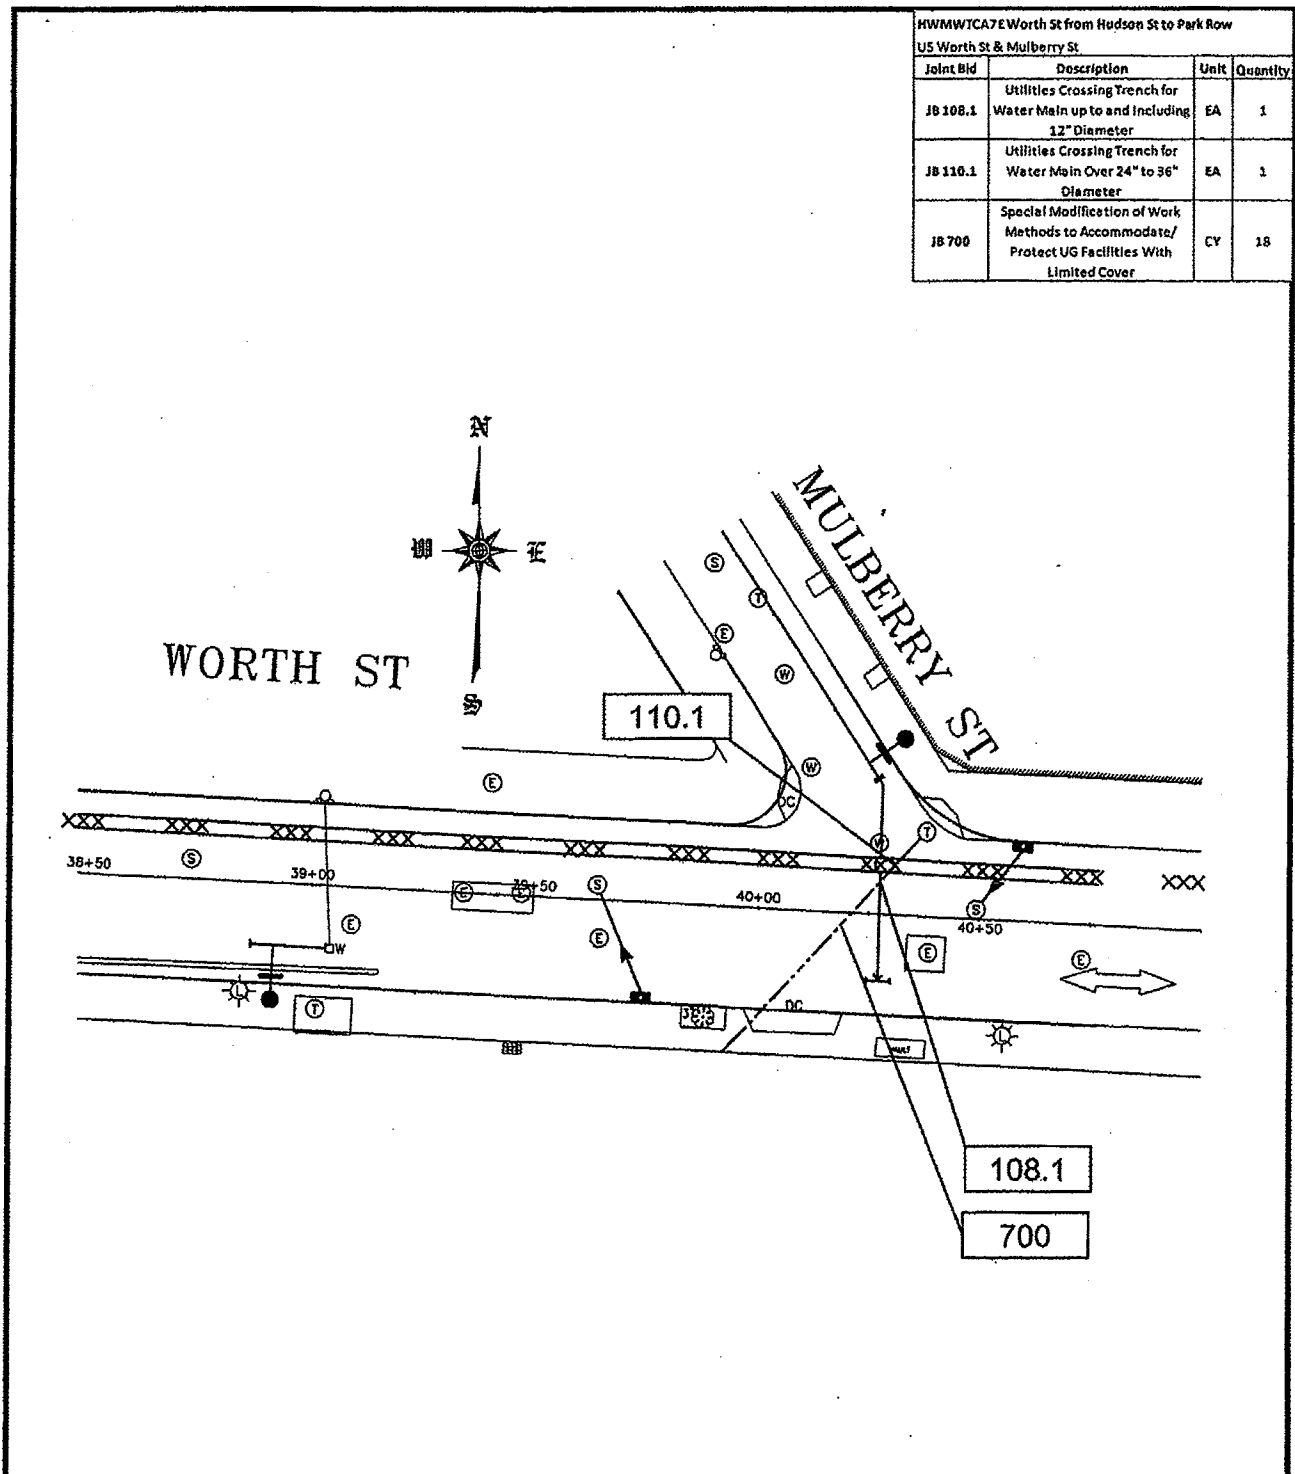 HWMWTCA7E Worth St from Hudson St to Park Row
US Worth St & Mulberry St
Joint Bid Description Unit Quantity
JB 108.1 Utilities Crossing Trench for Water Main up to and Including 12" Diameter EA 1
JB 110.1 Utilities Crossing Trench for Water Main Over 24" to 36" Diameter EA 1
JB 700 Special Modification of Work Methods to Accommodate/ Protect UG Facilities With Limited Cover CY 18
N
W E
S
MULBERRY ST
WORTH ST
S
T
E
W
110.1
W
E
DC
W T
38+50
S
39+00
E
39+50
S
40+00
S
40+50
E
W
E
E
E
L
T
DC
L
108.1
700